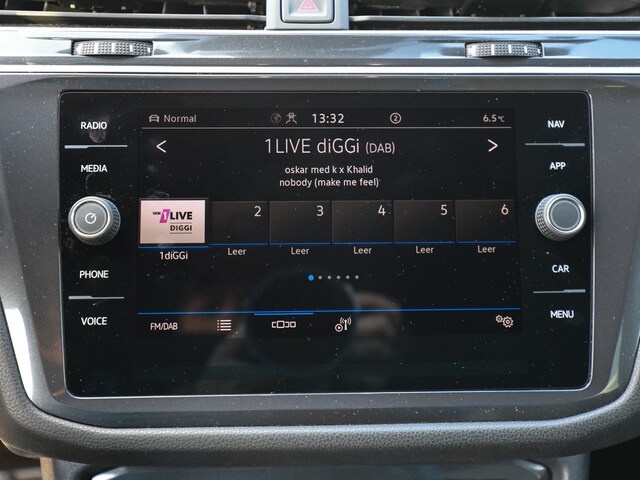 RADIO
MEDIA
PHONE
VOICE
Normal
13:32
2
6.5°C
1LIVE diGGi (DAB)
oskar med k x Khalid
nobody (make me feel)
WDR 1LIVE
DIGGI
1diGGi
2
Leer
3
Leer
4
Leer
5
Leer
6
Leer
FM/DAB
NAV
APP
CAR
MENU